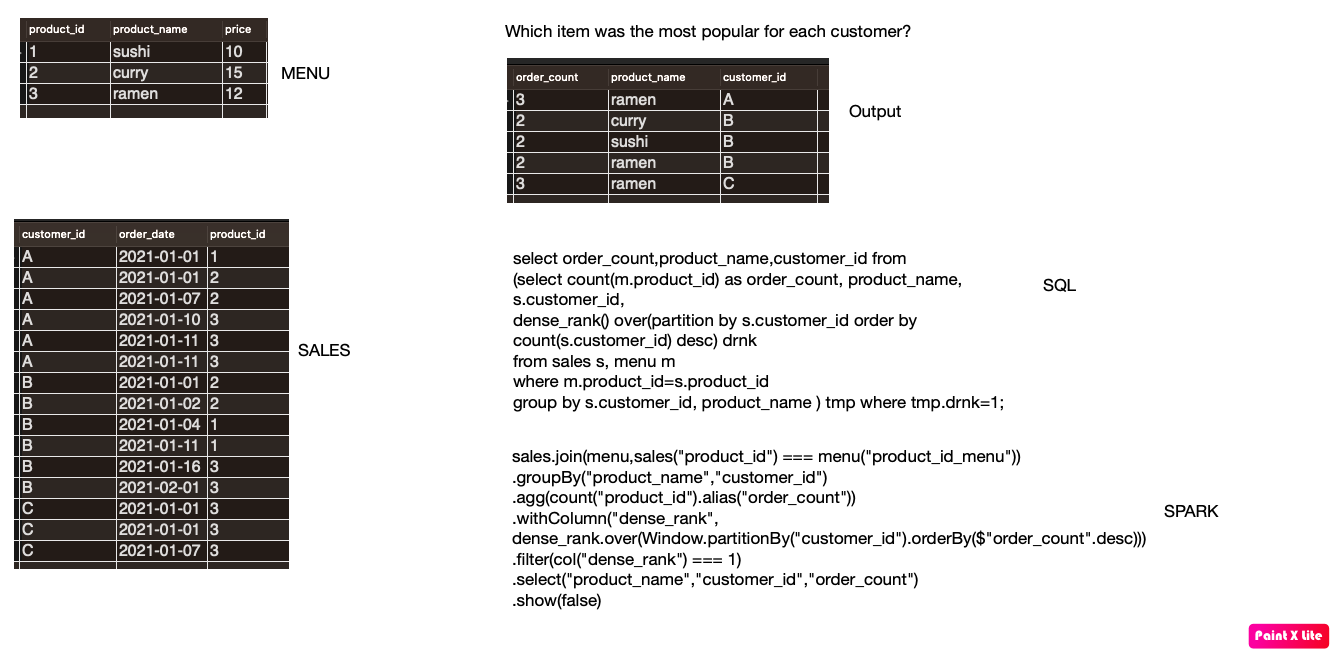 product_id product_name price
1 sushi 10
2 curry 15
3 ramen 12
MENU
Which item was the most popular for each customer?
order_count product_name customer_id
3 ramen A
2 curry B
2 sushi B
2 ramen B
3 ramen C
Output
customer_id order_date product_id
A 2021-01-01 1
A 2021-01-01 2
A 2021-01-07 2
A 2021-01-10 3
A 2021-01-11 3
A 2021-01-11 3
B 2021-01-01 2
B 2021-01-02 2
B 2021-01-04 1
B 2021-01-11 1
B 2021-01-16 3
B 2021-02-01 3
C 2021-01-01 3
C 2021-01-01 3
C 2021-01-07 3
SALES
select order_count,product_name,customer_id from
(select count(m.product_id) as order_count, product_name,
s.customer_id,
dense_rank() over(partition by s.customer_id order by
count(s.customer_id) desc) drnk
from sales s, menu m
where m.product_id=s.product_id
group by s.customer_id, product_name ) tmp where tmp.drnk=1;
SQL
sales.join(menu,sales("product_id") === menu("product_id_menu"))
.groupBy("product_name","customer_id")
.agg(count("product_id").alias("order_count"))
.withColumn("dense_rank",
dense_rank.over(Window.partitionBy("customer_id").orderBy($"order_count".desc)))
.filter(col("dense_rank") === 1)
.select("product_name","customer_id","order_count")
.show(false)
SPARK
Paint X Lite